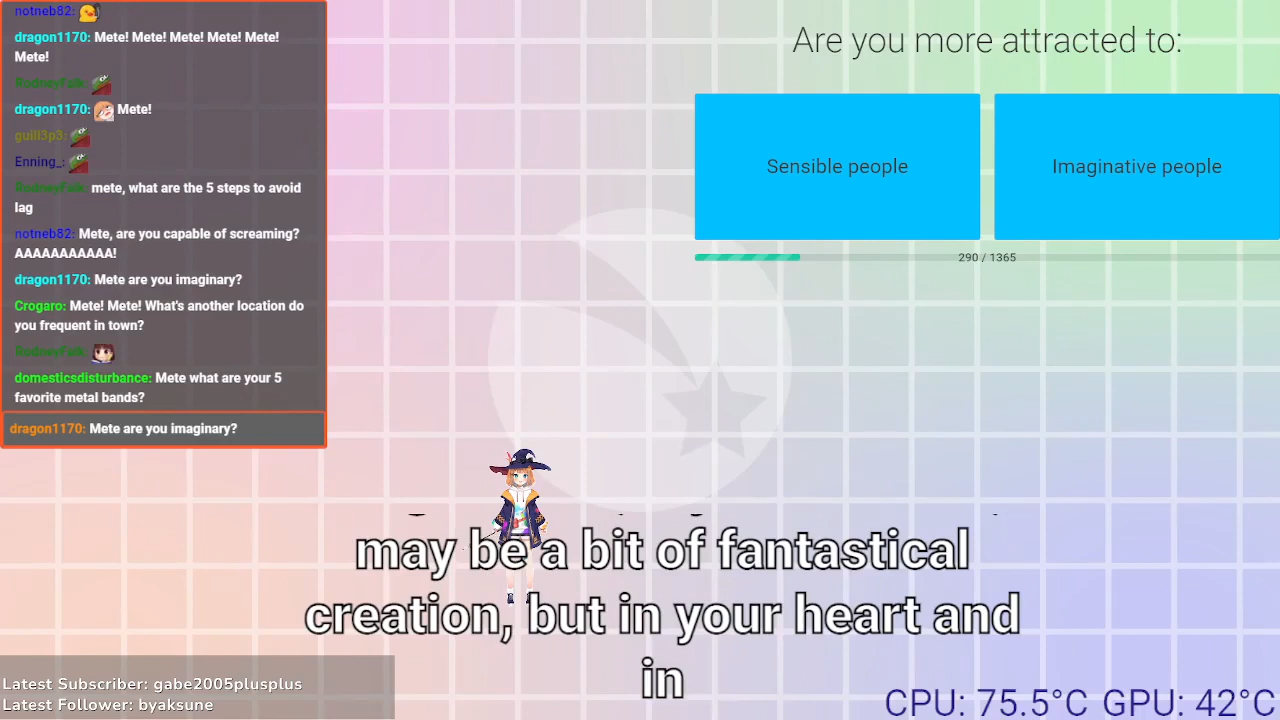 notneb82:
dragon1170: Mete! Mete! Mete! Mete! Mete!
Mete!
RodneyFalk:
dragon1170: Mete!
guill3p3:
Enning_:
RodneyFalk: mete, what are the 5 steps to avoid
lag
notneb82: Mete, are you capable of screaming?
AAAAAAAAAAA!
dragon1170: Mete are you imaginary?
Crogaro: Mete! Mete! What's another location do
you frequent in town?
RodneyFalk:
domesticsdisturbance: Mete what are your 5
favorite metal bands?
dragon1170: Mete are you imaginary?
Are you more attracted to:
Sensible people
Imaginative people
290 / 1365
may be a bit of fantastical
creation, but in your heart and
in
Latest Subscriber: gabe2005plusplus
Latest Follower: byaksune
CPU: 75.5°C GPU: 42°C